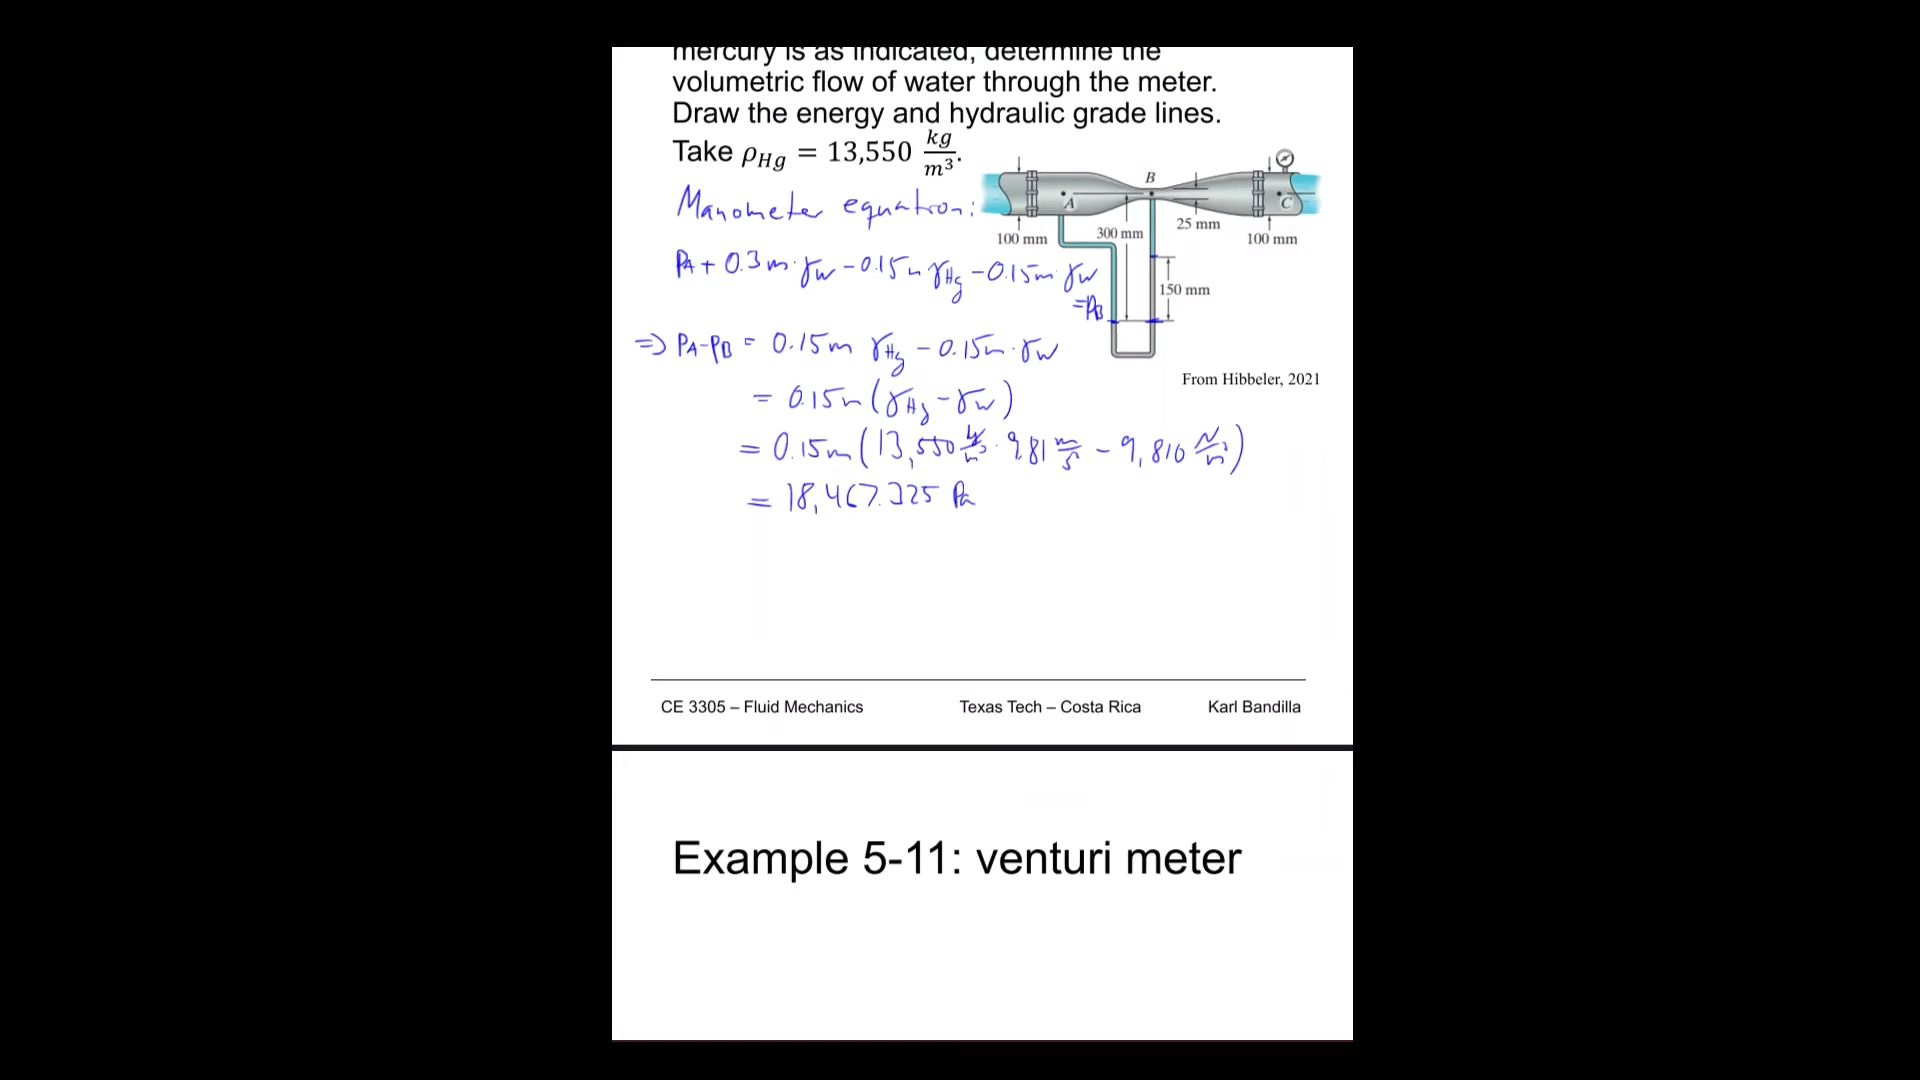 mercury is as indicated, determine the
volumetric flow of water through the meter.
Draw the energy and hydraulic grade lines.
Take ρHg = 13,550 kg/m³.
Manometer equation:
A
B
C
100 mm
300 mm
25 mm
100 mm
150 mm
From Hibbeler, 2021
PA + 0.3m·γw - 0.15m γHg - 0.15m·γw
= PB
=> PA-PB = 0.15m γHg - 0.15m·γw
= 0.15m (γHg - γw)
= 0.15m (13,550 kg/m³ · 9.81 m/s² - 9,810 N/m³)
= 18,467.325 Pa
CE 3305 – Fluid Mechanics Texas Tech – Costa Rica Karl Bandilla
Example 5-11: venturi meter